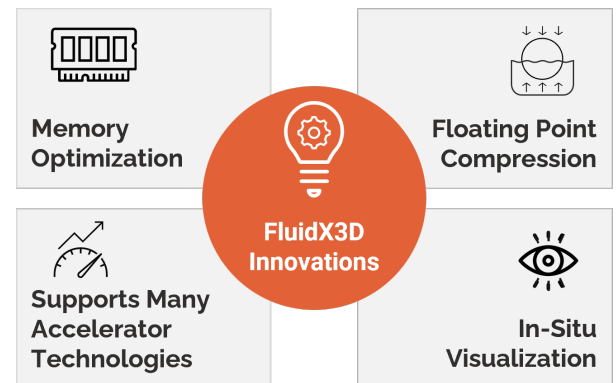 Memory
Optimization
Floating Point
Compression
FluidX3D
Innovations
Supports Many
Accelerator
Technologies
In-Situ
Visualization